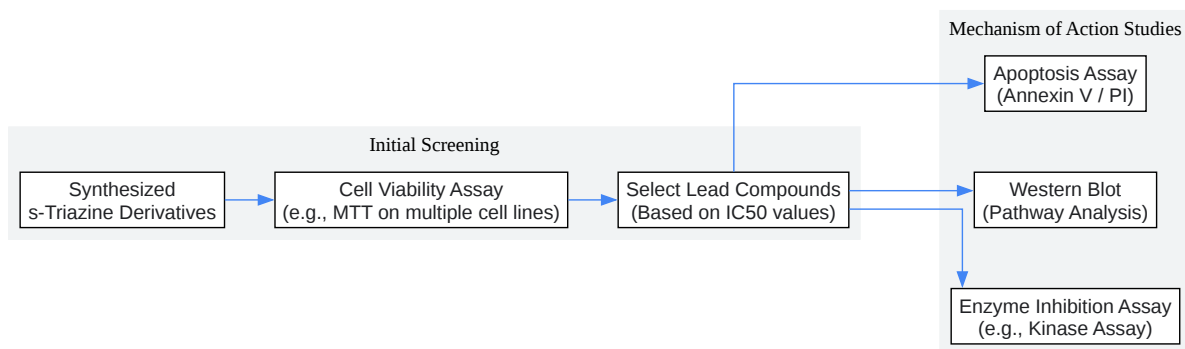 Mechanism of Action Studies
Apoptosis Assay
(Annexin V / PI)
Initial Screening
Synthesized
s-Triazine Derivatives
Cell Viability Assay
(e.g., MTT on multiple cell lines)
Select Lead Compounds
(Based on IC50 values)
Western Blot
(Pathway Analysis)
Enzyme Inhibition Assay
(e.g., Kinase Assay)